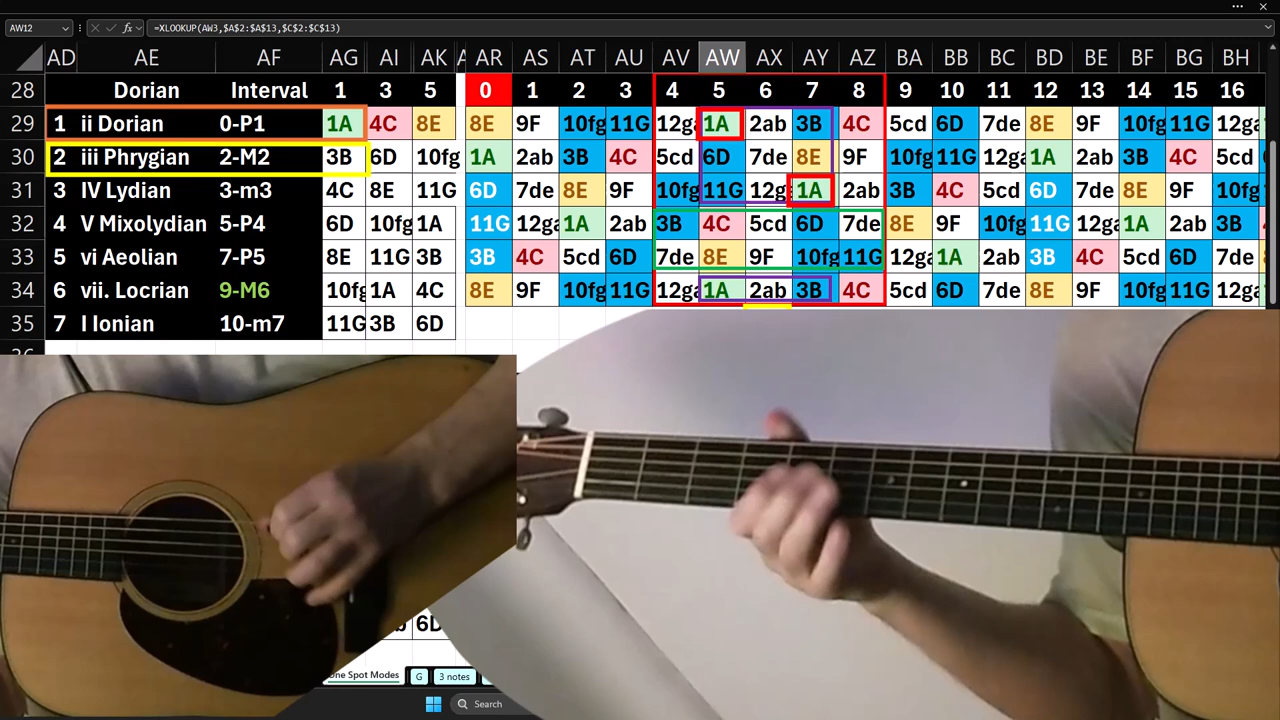 AW12 fx =XLOOKUP(AW3,$A$2:$A$13,$C$2:$C$13)
AD AE AF AG AI AK A AR AS AT AU AV AW AX AY AZ BA BB BC BD BE BF BG BH
28 Dorian Interval 1 3 5 0 1 2 3 4 5 6 7 8 9 10 11 12 13 14 15 16
29 1 ii Dorian 0-P1 1A 4C 8E 8E 9F 10fg 11G 12ga 1A 2ab 3B 4C 5cd 6D 7de 8E 9F 10fg 11G 12ga
30 2 iii Phrygian 2-M2 3B 6D 10fg 1A 2ab 3B 4C 5cd 6D 7de 8E 9F 10fg 11G 12ga 1A 2ab 3B 4C 5cd
31 3 IV Lydian 3-m3 4C 8E 11G 6D 7de 8E 9F 10fg 11G 12g 1A 2ab 3B 4C 5cd 6D 7de 8E 9F 10fg
32 4 V Mixolydian 5-P4 6D 10fg 1A 11G 12ga 1A 2ab 3B 4C 5cd 6D 7de 8E 9F 10fg 11G 12ga 1A 2ab 3B
33 5 vi Aeolian 7-P5 8E 11G 3B 3B 4C 5cd 6D 7de 8E 9F 10fg 11G 12ga 1A 2ab 3B 4C 5cd 6D 7de
34 6 vii. Locrian 9-M6 10fg 1A 4C 8E 9F 10fg 11G 12ga 1A 2ab 3B 4C 5cd 6D 7de 8E 9F 10fg 11G 12ga
35 7 I Ionian 10-m7 11G 3B 6D
6D
One Spot Modes G 3 notes
Search